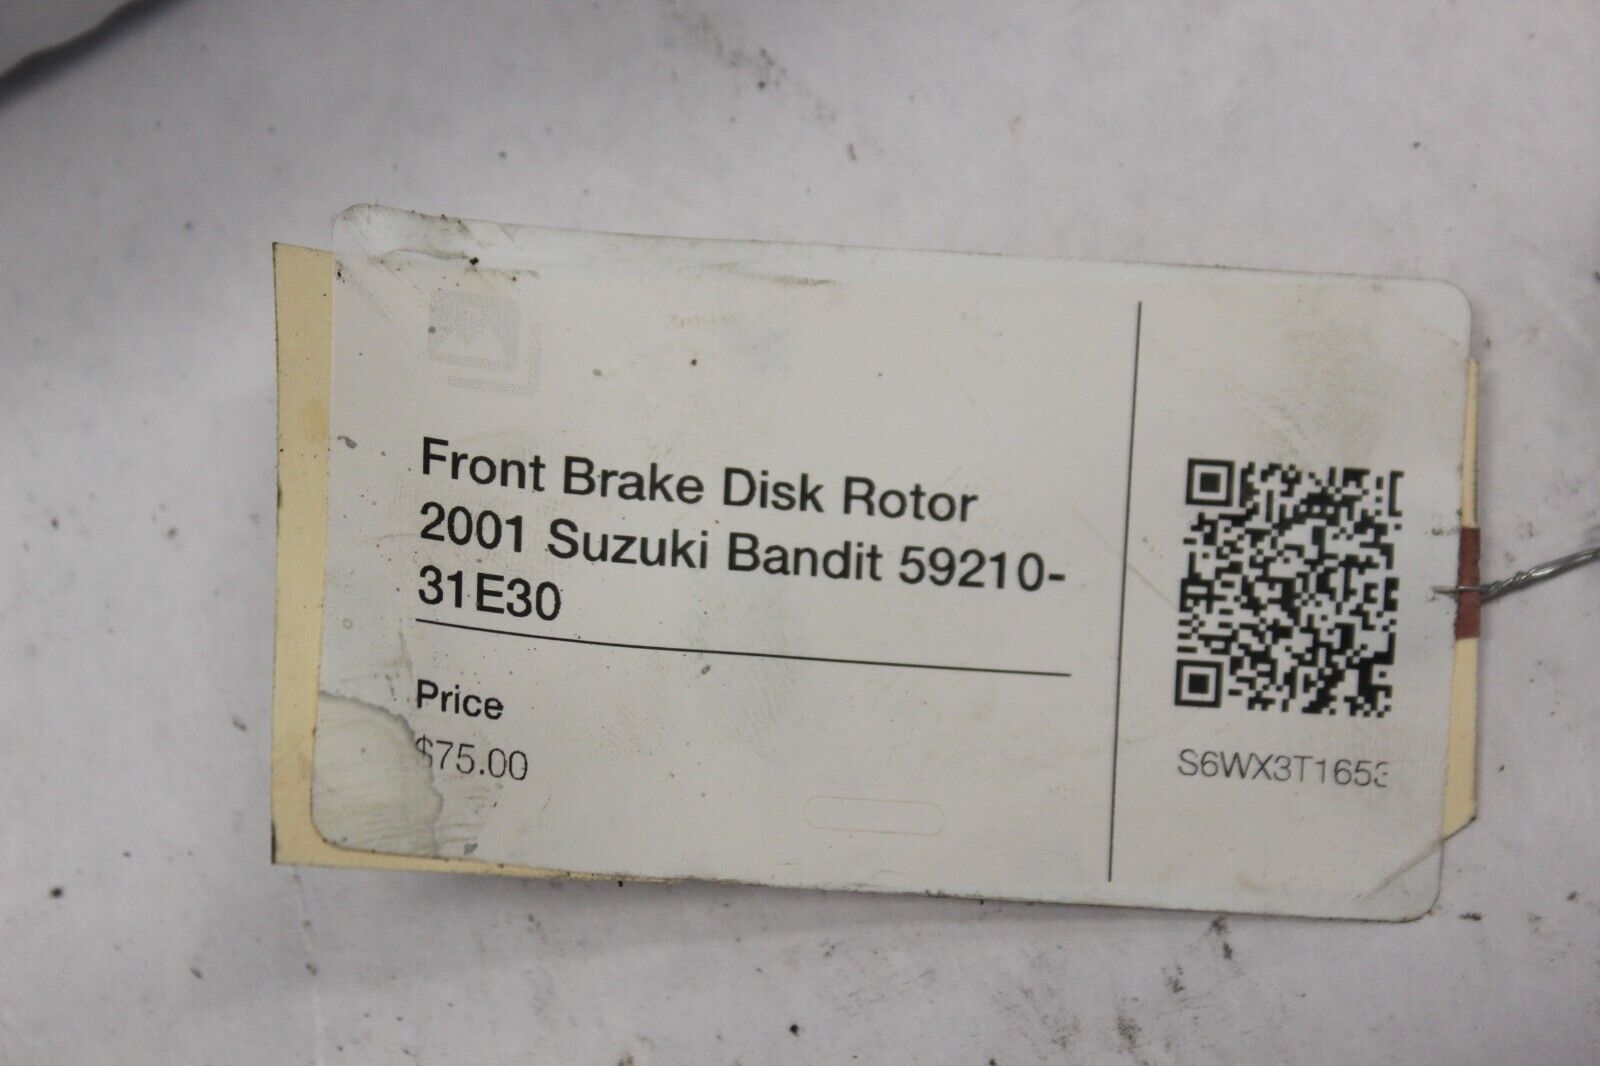 Front Brake Disk Rotor
2001 Suzuki Bandit 59210-
31E30
Price
$75.00
S6WX3T1653